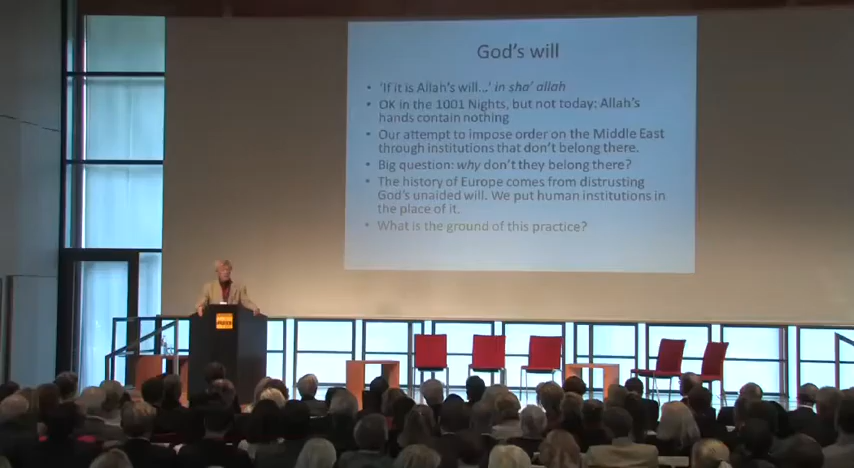 God's will
• 'If it is Allah's will...' in sha' allah
• OK in the 1001 Nights, but not today: Allah's
hands contain nothing
• Our attempt to impose order on the Middle East
through institutions that don't belong there.
• Big question: why don't they belong there?
• The history of Europe comes from distrusting
God's unaided will. We put human institutions in
the place of it.
• What is the ground of this practice?